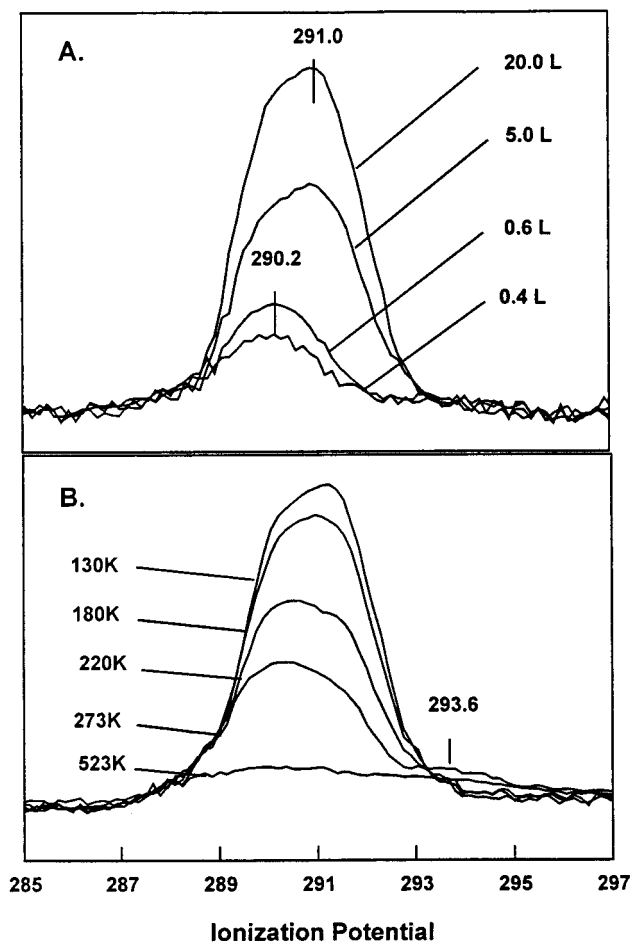 A.
291.0
20.0 L
5.0 L
290.2
0.6 L
0.4 L
B.
130K
180K
220K
293.6
273K
523K
285 287 289 291 293 295 297
Ionization Potential